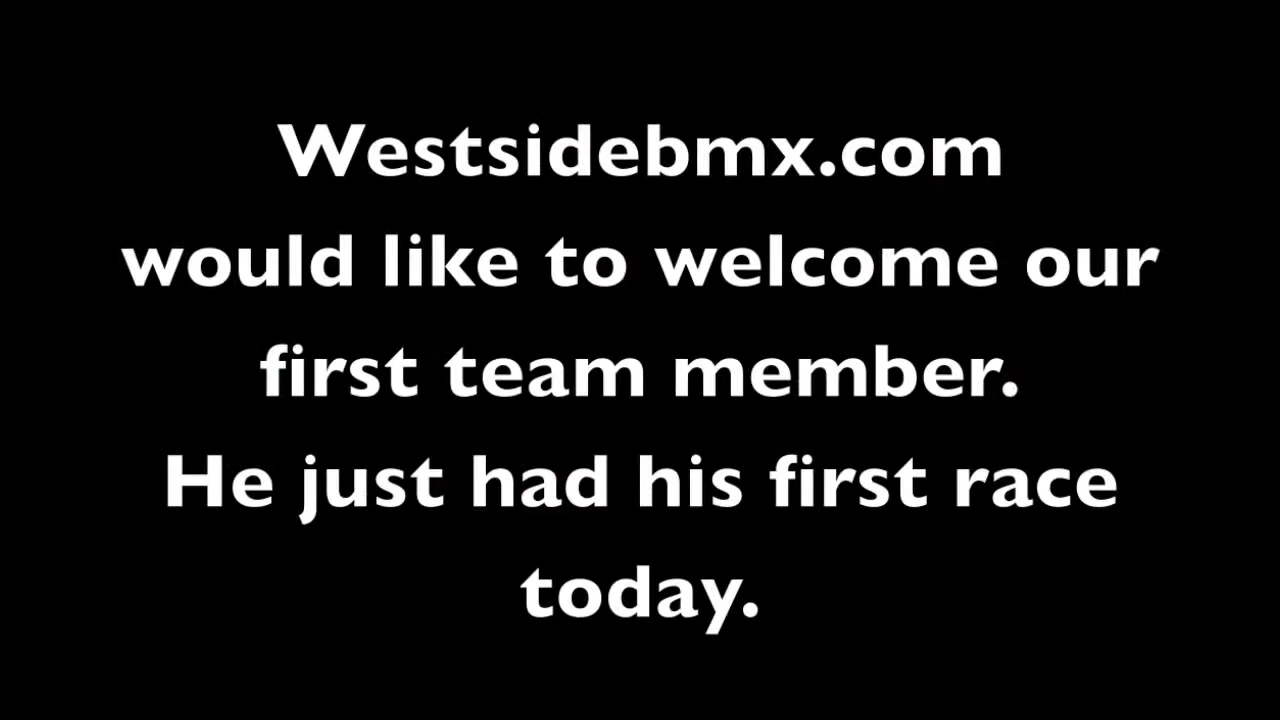 Westsidebmx.com
would like to welcome our
first team member.
He just had his first race
today.